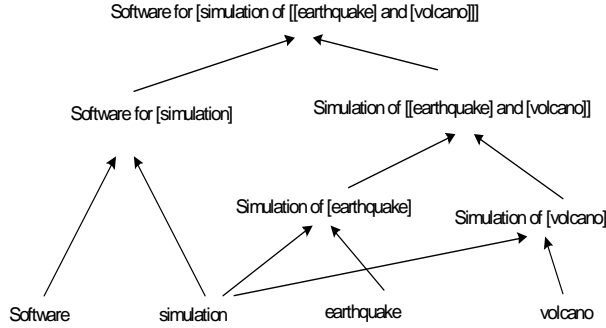 Software for [simulation of [[earthquake] and [volcano]]]
Software for [simulation]
Simulation of [[earthquake] and [volcano]]
Simulation of [earthquake]
Simulation of [volcano]
Software
simulation
earthquake
volcano